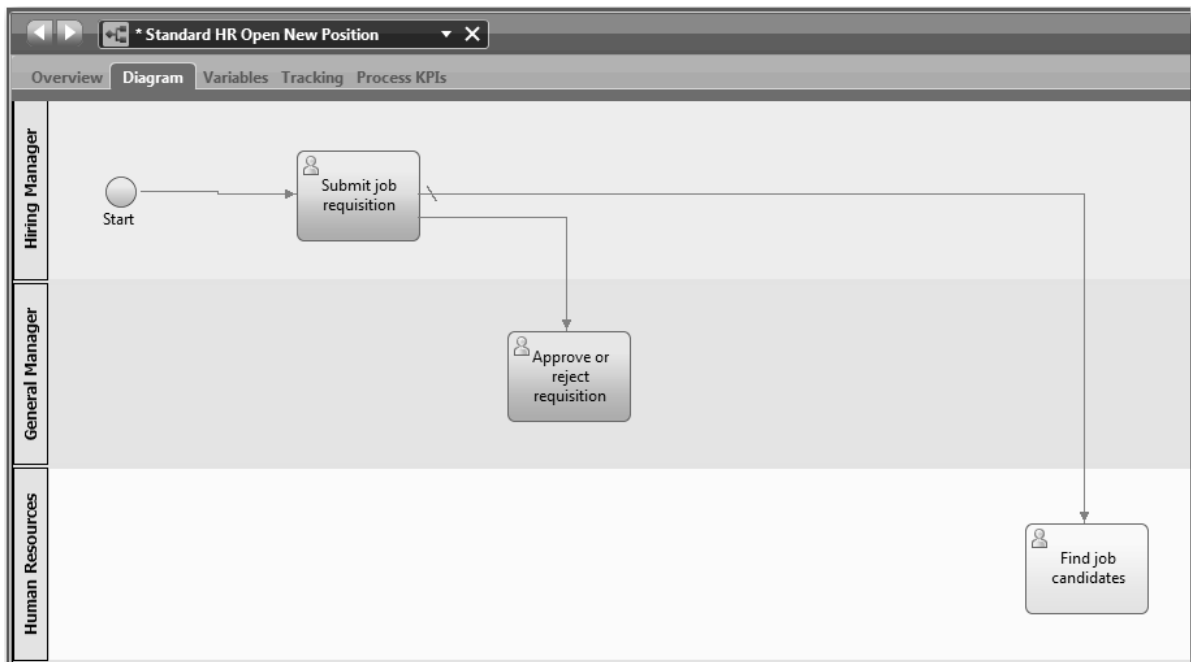 * Standard HR Open New Position
Overview Diagram Variables Tracking Process KPIs
Hiring Manager
Start
Submit job
requisition
General Manager
Approve or
reject
requisition
Human Resources
Find job
candidates